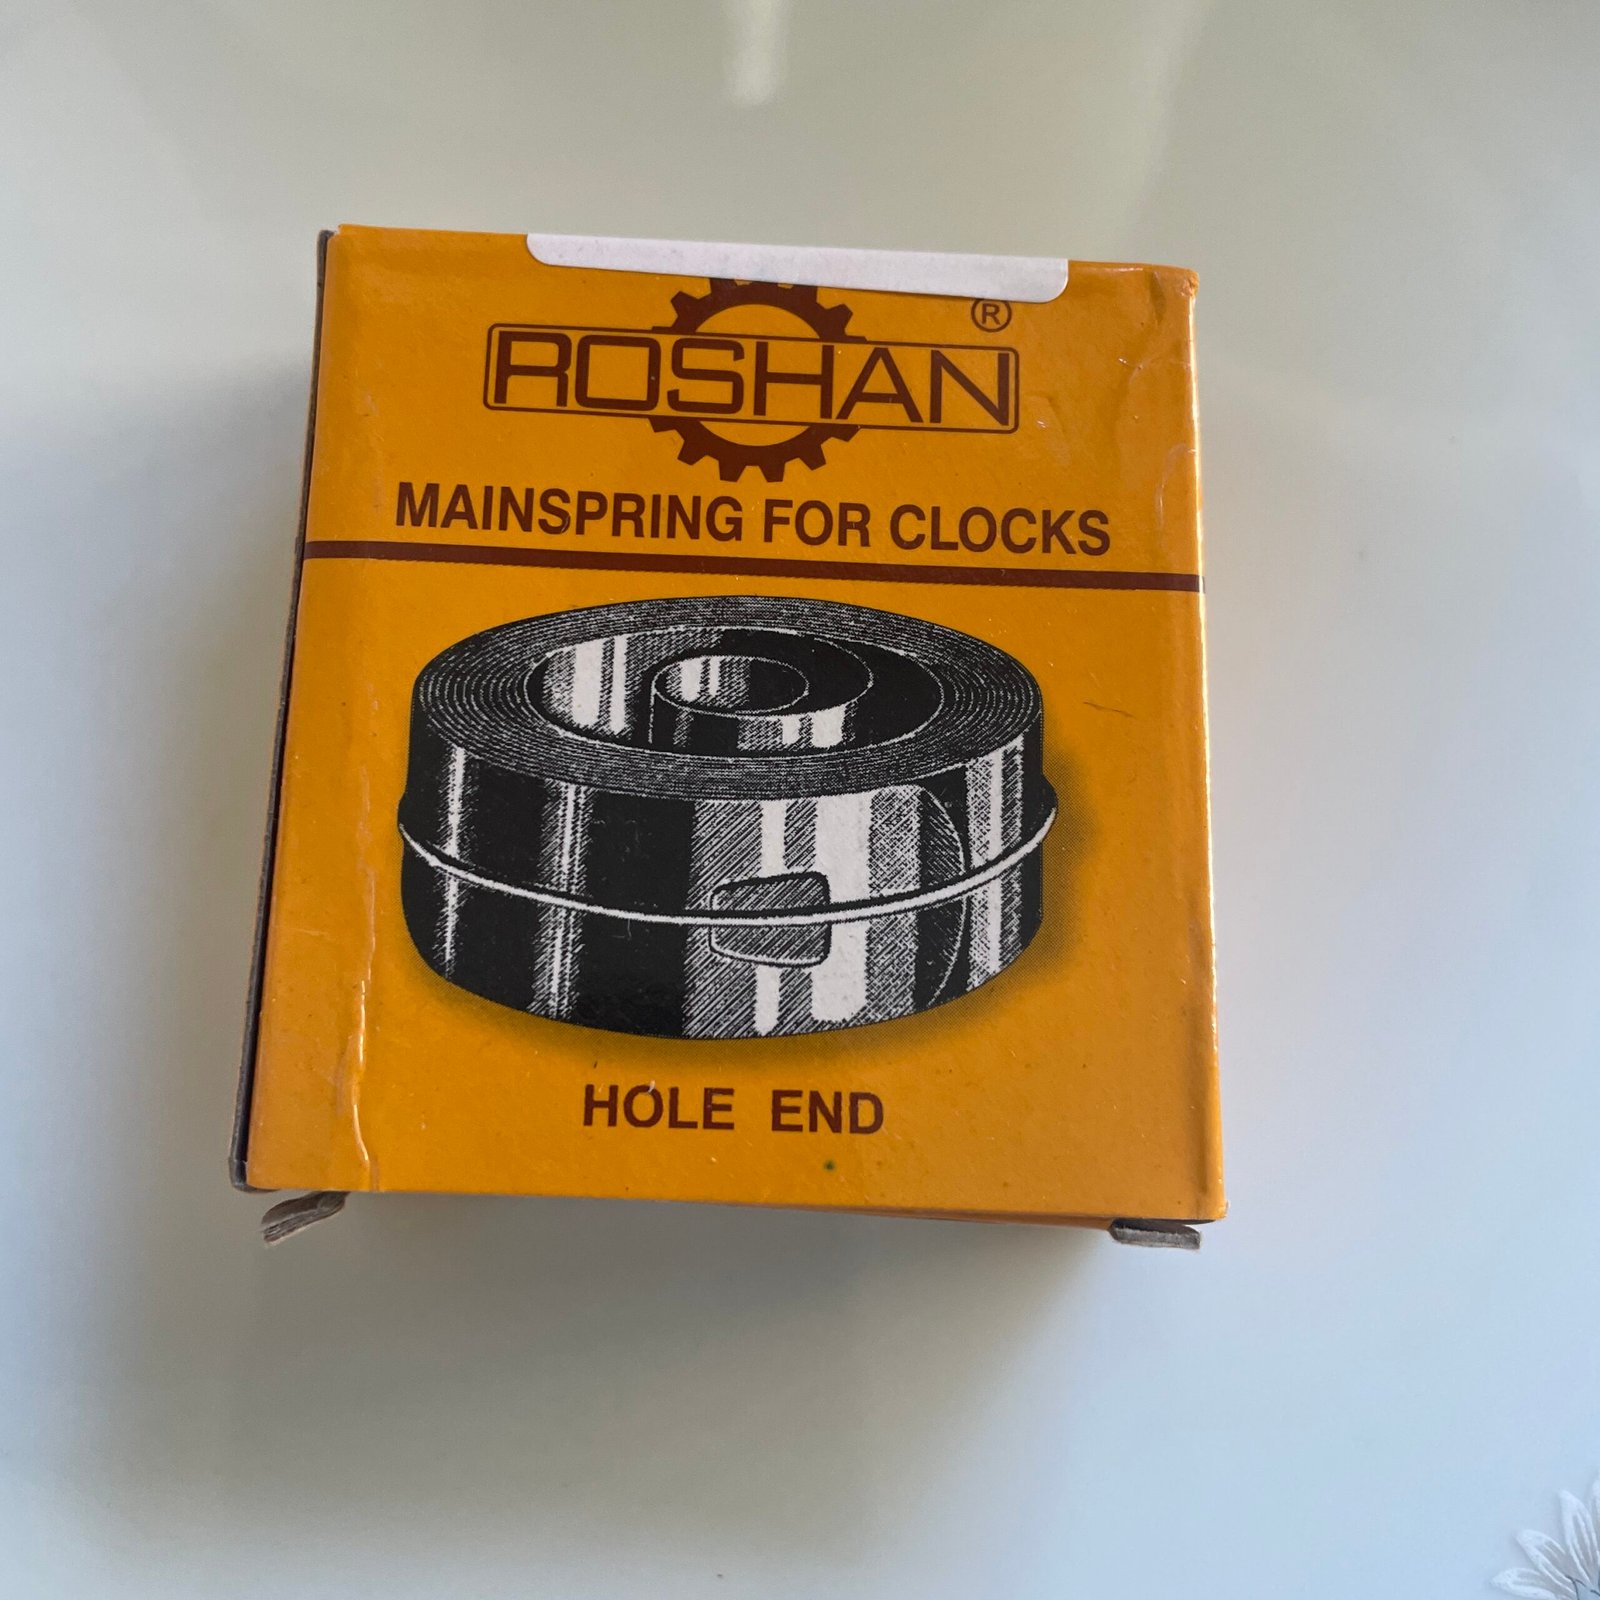 ROSHAN ®
MAINSPRING FOR CLOCKS
HOLE END